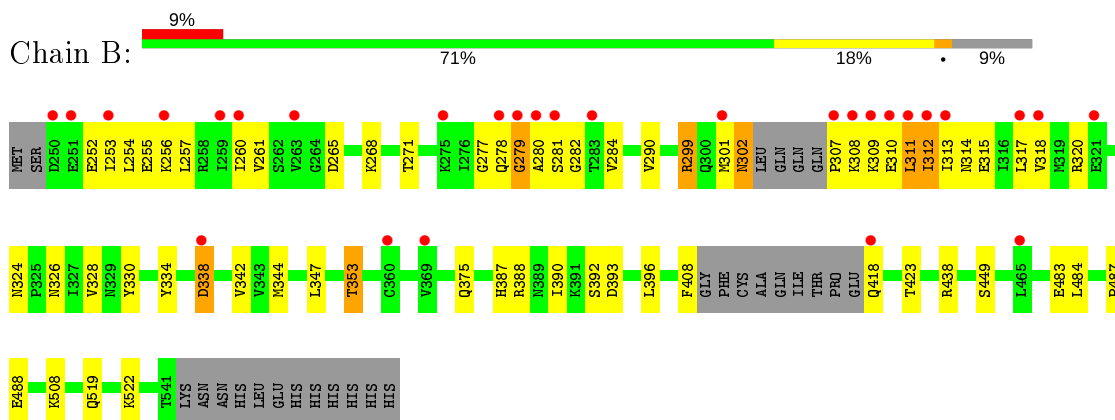 9%
Chain B:
71% 18% • 9%
MET SER D250 E251 E252 I253 L254 E255 K256 L257 R258 I259 I260 V261 S262 V263 G264 D265 K268 T271 K275 I276 G277 Q278 G279 A280 S281 G282 T283 V284 V290 R299 Q300 M301 N302 LEU GLN GLN GLN P307 K308 K309 E310 L311 I312 I313 N314 E315 I316 L317 V318 M319 R320 E321
N324 P325 N326 I327 V328 N329 Y330 Y334 D338 V342 V343 M344 L347 T353 C360 V369 Q375 H387 R388 N389 I390 K391 S392 D393 L396 F408 GLY PHE CYS ALA GLN ILE THR PRO GLU Q418 T423 R438 S449 L465 E483 L484 P487
E488 K508 Q519 K522 T541 LYS ASN ASN HIS LEU GLU HIS HIS HIS HIS HIS